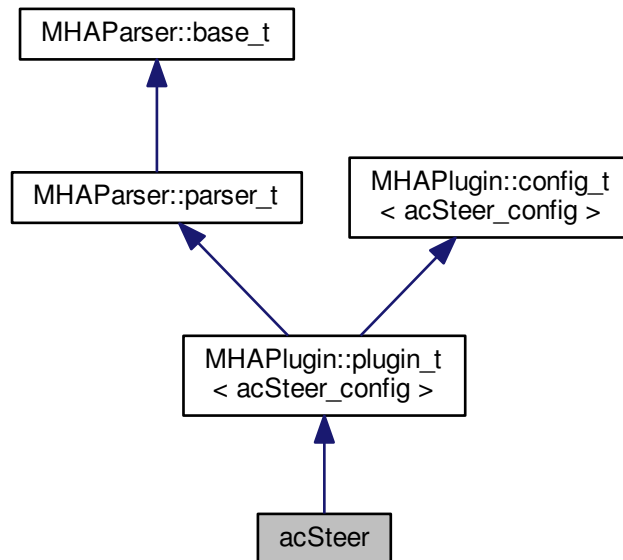 MHAParser::base_t
MHAParser::parser_t
MHAPlugin::config_t
< acSteer_config >
MHAPlugin::plugin_t
< acSteer_config >
acSteer